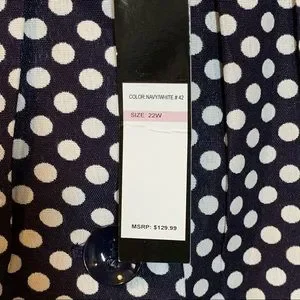 COLOR: NAVY/WHITE # 42
SIZE: 22W
MSRP: $129.99